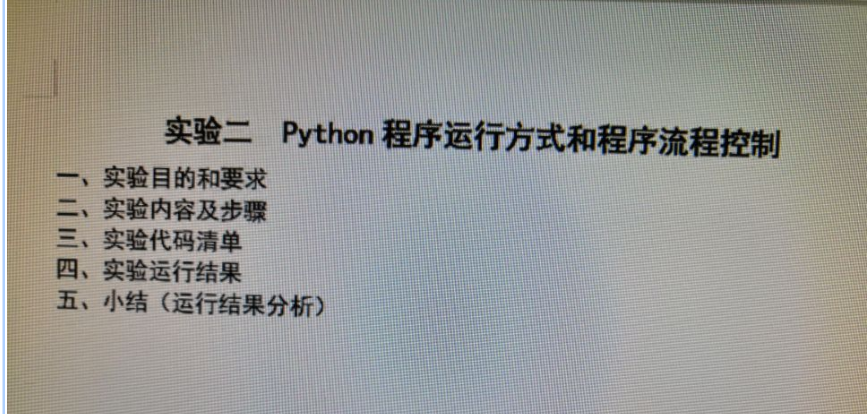 实验二 Python 程序运行方式和程序流程控制
一、实验目的和要求
二、实验内容及步骤
三、实验代码清单
四、实验运行结果
五、小结（运行结果分析）